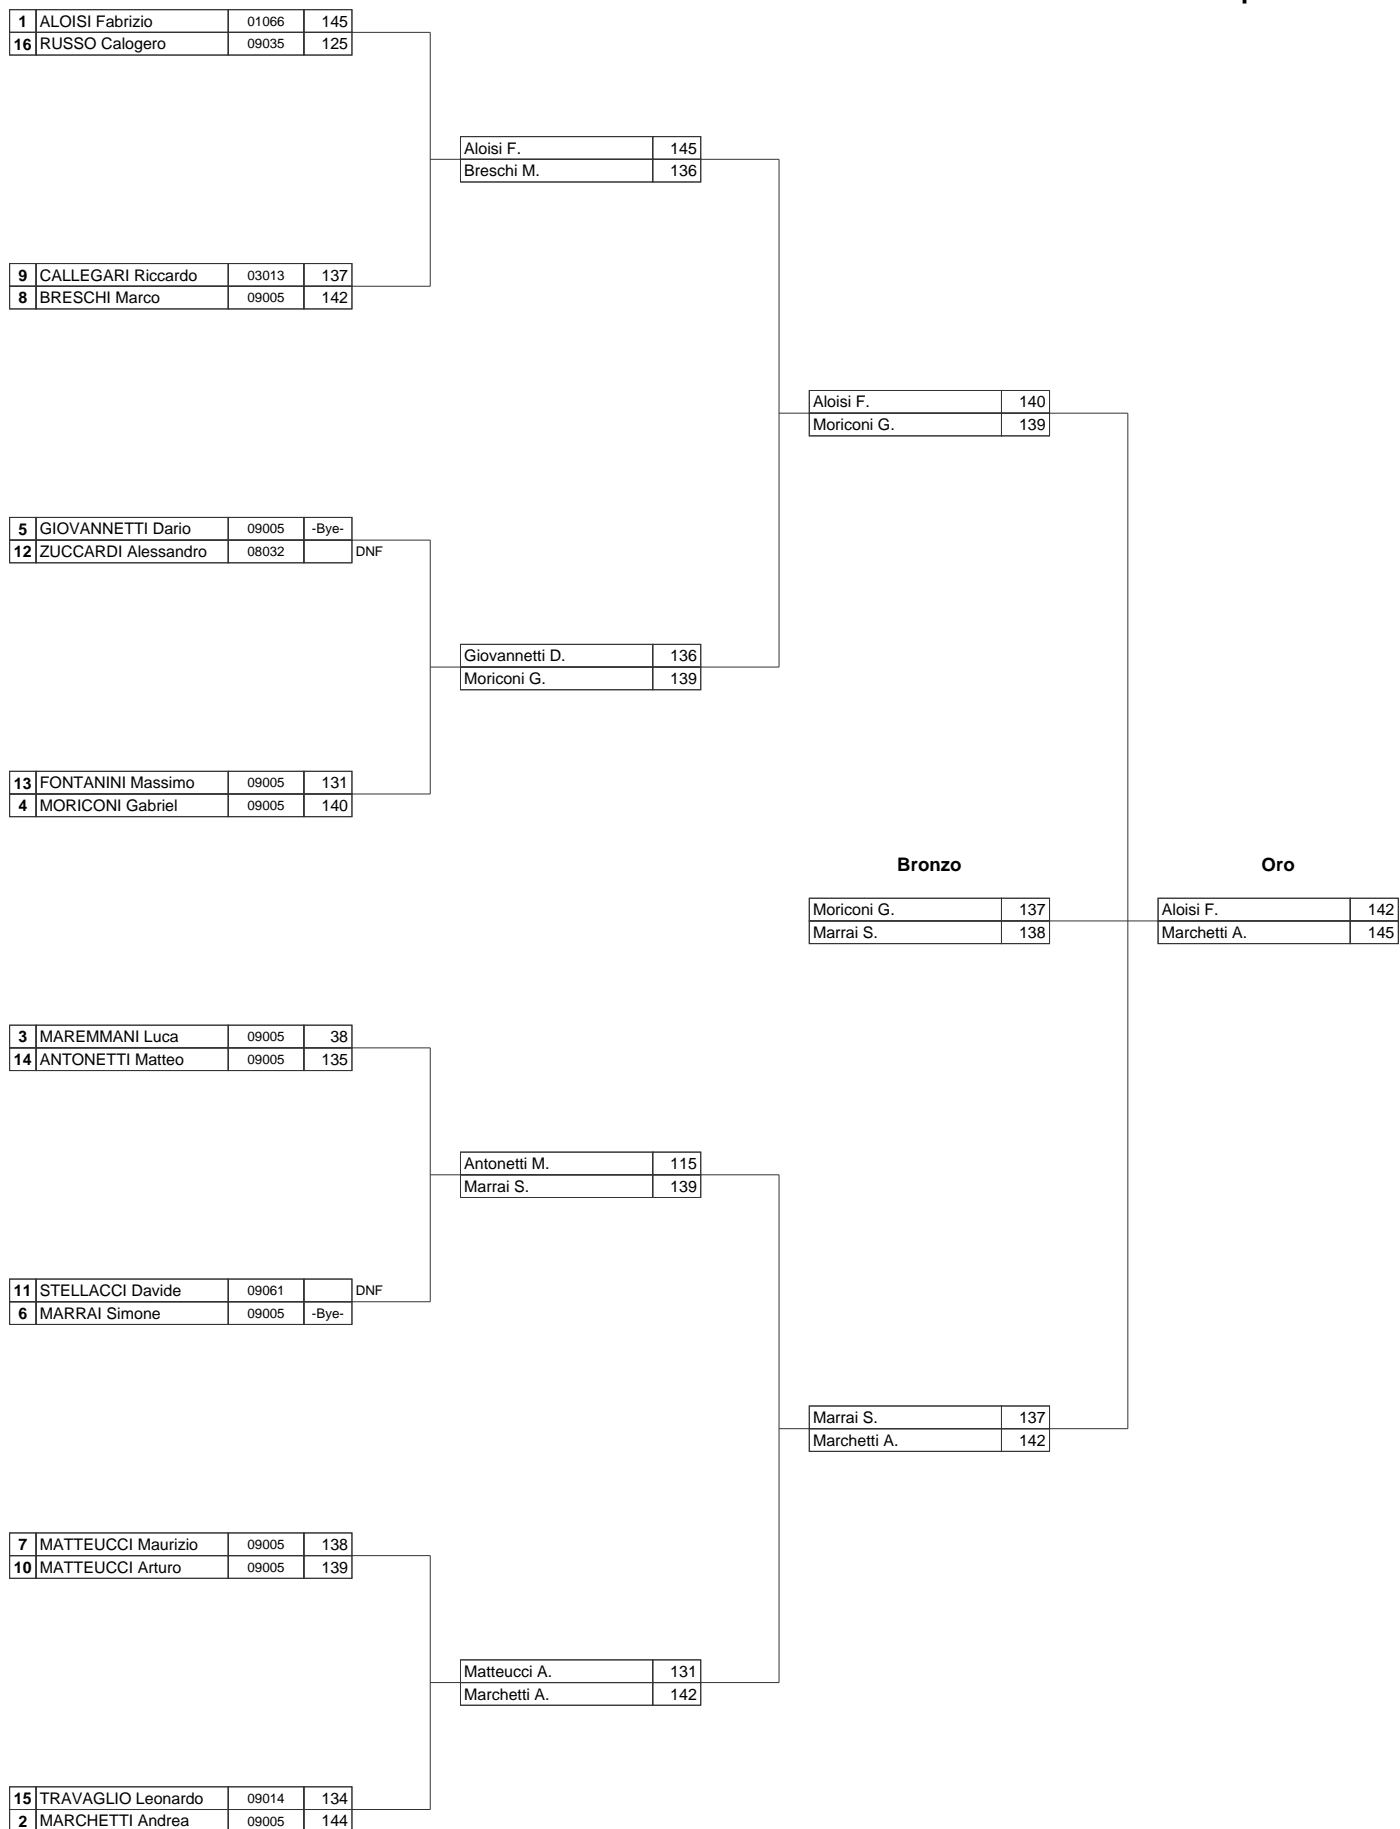 1 ALOISI Fabrizio 01066 145
16 RUSSO Calogero 09035 125
Aloisi F. 145
Breschi M. 136
9 CALLEGARI Riccardo 03013 137
8 BRESCHI Marco 09005 142
Aloisi F. 140
Moriconi G. 139
5 GIOVANNETTI Dario 09005 -Bye-
12 ZUCCARDI Alessandro 08032 DNF
Giovannetti D. 136
Moriconi G. 139
13 FONTANINI Massimo 09005 131
4 MORICONI Gabriel 09005 140
Bronzo Oro
Moriconi G. 137 Aloisi F. 142
Marrai S. 138 Marchetti A. 145
3 MAREMMANI Luca 09005 38
14 ANTONETTI Matteo 09005 135
Antonetti M. 115
Marrai S. 139
11 STELLACCI Davide 09061 DNF
6 MARRAI Simone 09005 -Bye-
Marrai S. 137
Marchetti A. 142
7 MATTEUCCI Maurizio 09005 138
10 MATTEUCCI Arturo 09005 139
Matteucci A. 131
Marchetti A. 142
15 TRAVAGLIO Leonardo 09014 134
2 MARCHETTI Andrea 09005 144